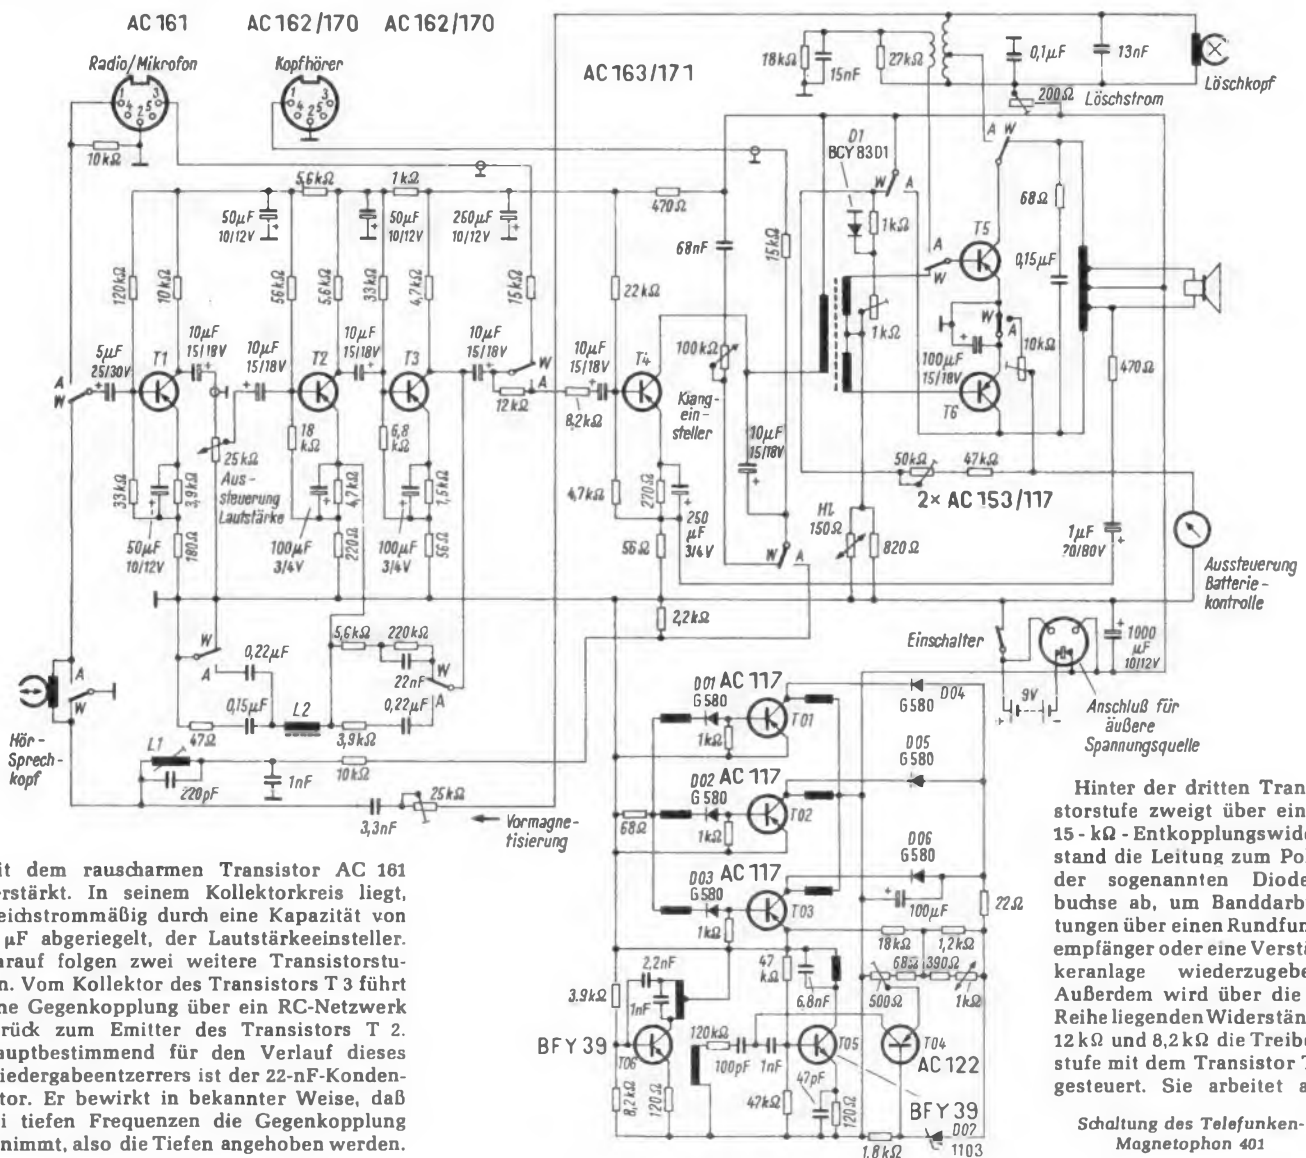 AC 161
AC 162/170
AC 162/170
Radio/Mikrofon
Kopfhörer
AC 163/171
1
3
4
5
2
1
3
4
5
2
10kΩ
18kΩ
15nF
27kΩ
0,1µF
13nF
200Ω
Löschstrom
Löschkopf
D1
BCY 83 D1
A
W
W
A
5,6kΩ
1kΩ
470Ω
50µF
10/12V
50µF
10/12V
250µF
10/12V
68nF
15kΩ
1kΩ
68Ω
T5
0,15µF
120kΩ
10kΩ
56kΩ
5,6kΩ
33kΩ
4,7kΩ
15kΩ
22kΩ
A
W
1kΩ
W
A
10kΩ
5µF
25/30V
T1
10µF
15/18V
10µF
15/18V
T2
10µF
15/18V
T3
10µF
15/18V
W
A
12kΩ
10µF
15/18V
8,2kΩ
T4
100kΩ
Klang-
ein-
steller
100µF
15/18V
T6
470Ω
A
W
25kΩ
Aus-
steuerung
Lautstärke
18
kΩ
6,8
kΩ
10µF
15/18V
50kΩ
47kΩ
2× AC 153/117
33kΩ
3,9kΩ
4,7kΩ
1,5kΩ
4,7kΩ
270Ω
250
µF
3/4V
Hl
150Ω
820Ω
1µF
70/80V
50µF
10/12V
180Ω
100µF
3/4V
220Ω
100µF
3/4V
56Ω
56Ω
W
A
Aussteuerung
Batterie-
kontrolle
2,2kΩ
Einschalter
1000
µF
10/12V
W
A
0,22µF
5,6kΩ
220kΩ
22nF
W
A
0,15µF
L2
0,22µF
47Ω
3,9kΩ
A
W
Hör-
Sprech-
kopf
L1
220pF
1nF
10kΩ
3,3nF
25kΩ
Vormagne-
tisierung
9V
+
-
Anschluß für
äußere
Spannungsquelle
D01
G 580
AC 117
T01
1kΩ
D04
G580
D02
G 580
AC 117
T02
1kΩ
D05
G580
68Ω
D03
G 580
AC 117
T03
1kΩ
D06
G580
100µF
22Ω
18kΩ
1,2kΩ
47
kΩ
6,8nF
68Ω
390Ω
500Ω
1kΩ
3,9kΩ
2,2nF
1nF
BFY 39
T06
120kΩ
100pF
1nF
T05
T04
AC 122
8,2kΩ
120Ω
47kΩ
47pF
120Ω
BFY 39
D07
1103
1,8kΩ
it dem rauscharmen Transistor AC 161
erstärkt. In seinem Kollektorkreis liegt,
eichstrommäßig durch eine Kapazität von
µF abgeriegelt, der Lautstärkeeinsteller.
arauf folgen zwei weitere Transistorstu-
n. Vom Kollektor des Transistors T 3 führt
ne Gegenkopplung über ein RC-Netzwerk
rück zum Emitter des Transistors T 2.
auptbestimmend für den Verlauf dieses
iedergabeentzerrers ist der 22-nF-Konden-
tor. Er bewirkt in bekannter Weise, daß
i tiefen Frequenzen die Gegenkopplung
nimmt, also die Tiefen angehoben werden.
Hinter der dritten Tran
storstufe zweigt über ein
15 - kΩ - Entkopplungswide
stand die Leitung zum Pol
der sogenannten Diode
buchse ab, um Banddarb
tungen über einen Rundfun
empfänger oder eine Verstä
keranlage wiederzugebe
Außerdem wird über die
Reihe liegenden Widerstän
12 kΩ und 8,2 kΩ die Treibe
stufe mit dem Transistor T
gesteuert. Sie arbeitet a
Schaltung des Telefunken-
Magnetophon 401